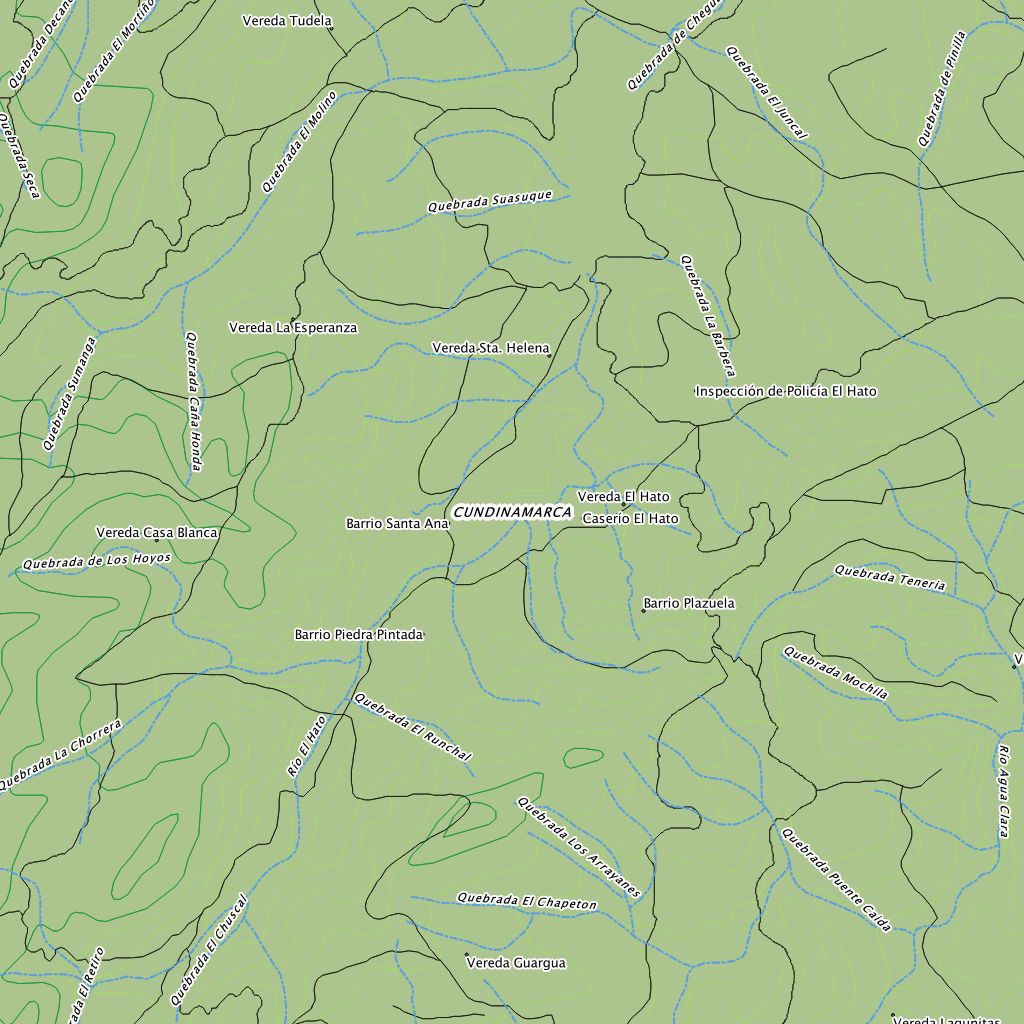 Vereda Tudela
Quebrada El Mortiño
Quebrada de Chegua
Quebrada El Juncal
Quebrada de Pinilla
Quebrada El Molino
Quebrada Seca
Quebrada Suasuque
Quebrada La Barbera
Vereda La Esperanza
Vereda Sta. Helena
Quebrada Sumanga
Quebrada Caña Honda
Inspección de Policía El Hato
Vereda El Hato
CUNDINAMARCA
Caserío El Hato
Barrio Santa Ana
Vereda Casa Blanca
Quebrada de Los Hoyos
Quebrada Tenería
Barrio Plazuela
Barrio Piedra Pintada
Quebrada Mochila
V
Quebrada El Runchal
Río El Hato
Quebrada La Chorrera
Río Agua Clara
Quebrada Los Arrayanes
Quebrada Puente Caída
Quebrada El Chapeton
Quebrada El Chuscal
Vereda Guargua
rada El Retiro
Vereda Lagunitas